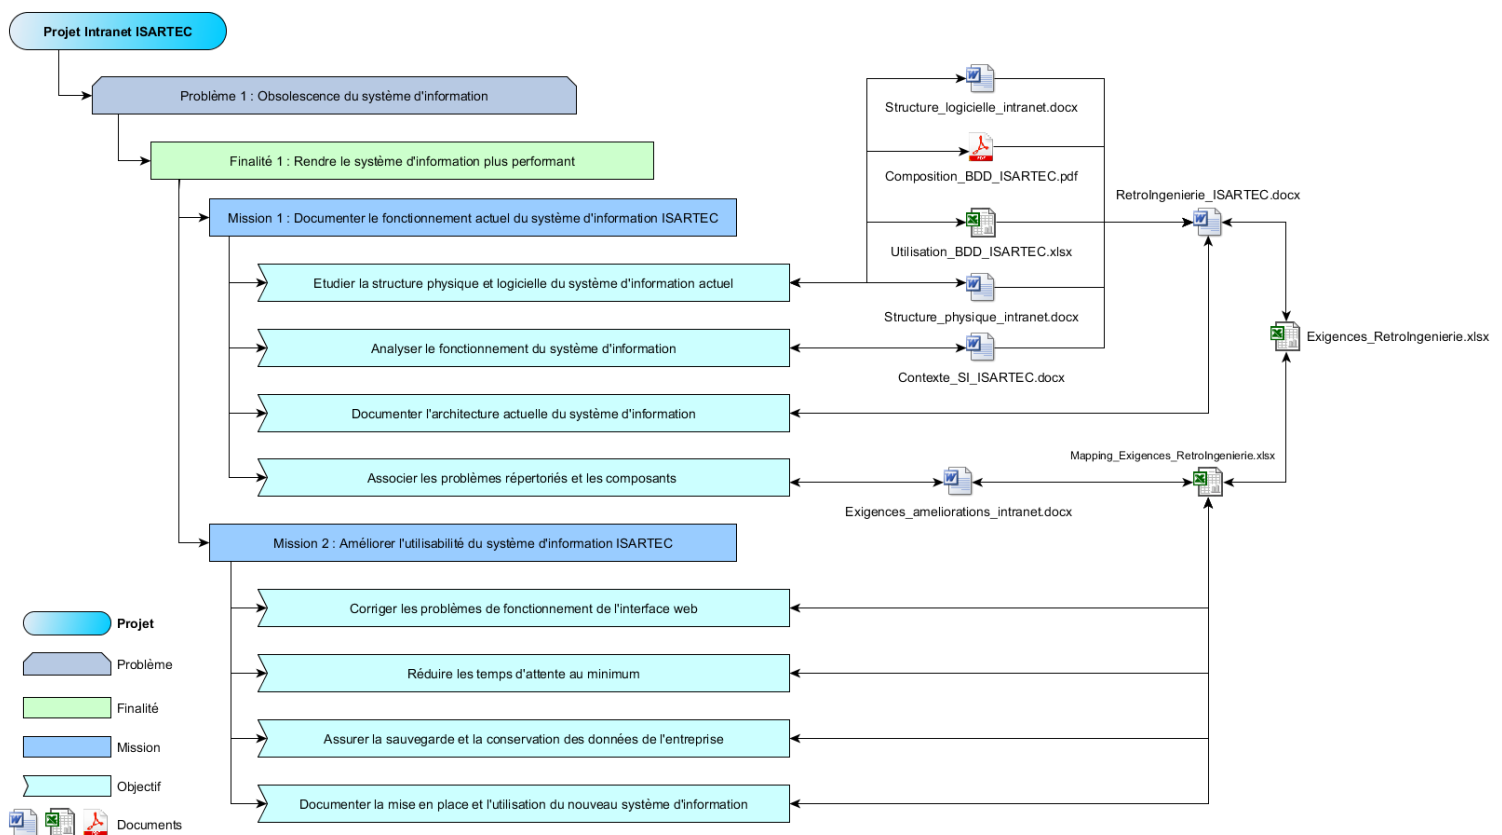 Projet Intranet ISARTEC
Problème 1 : Obsolescence du système d'information
Finalité 1 : Rendre le système d'information plus performant
Mission 1 : Documenter le fonctionnement actuel du système d'information ISARTEC
Etudier la structure physique et logicielle du système d'information actuel
Analyser le fonctionnement du système d'information
Documenter l'architecture actuelle du système d'information
Associer les problèmes répertoriés et les composants
Mission 2 : Améliorer l'utilisabilité du système d'information ISARTEC
Corriger les problèmes de fonctionnement de l'interface web
Réduire les temps d'attente au minimum
Assurer la sauvegarde et la conservation des données de l'entreprise
Documenter la mise en place et l'utilisation du nouveau système d'information
Structure_logicielle_intranet.docx
Composition_BDD_ISARTEC.pdf
Utilisation_BDD_ISARTEC.xlsx
Structure_physique_intranet.docx
Contexte_SI_ISARTEC.docx
RetroIngenierie_ISARTEC.docx
Exigences_RetroIngenierie.xlsx
Mapping_Exigences_RetroIngenierie.xlsx
Exigences_ameliorations_intranet.docx
Projet
Problème
Finalité
Mission
Objectif
Documents